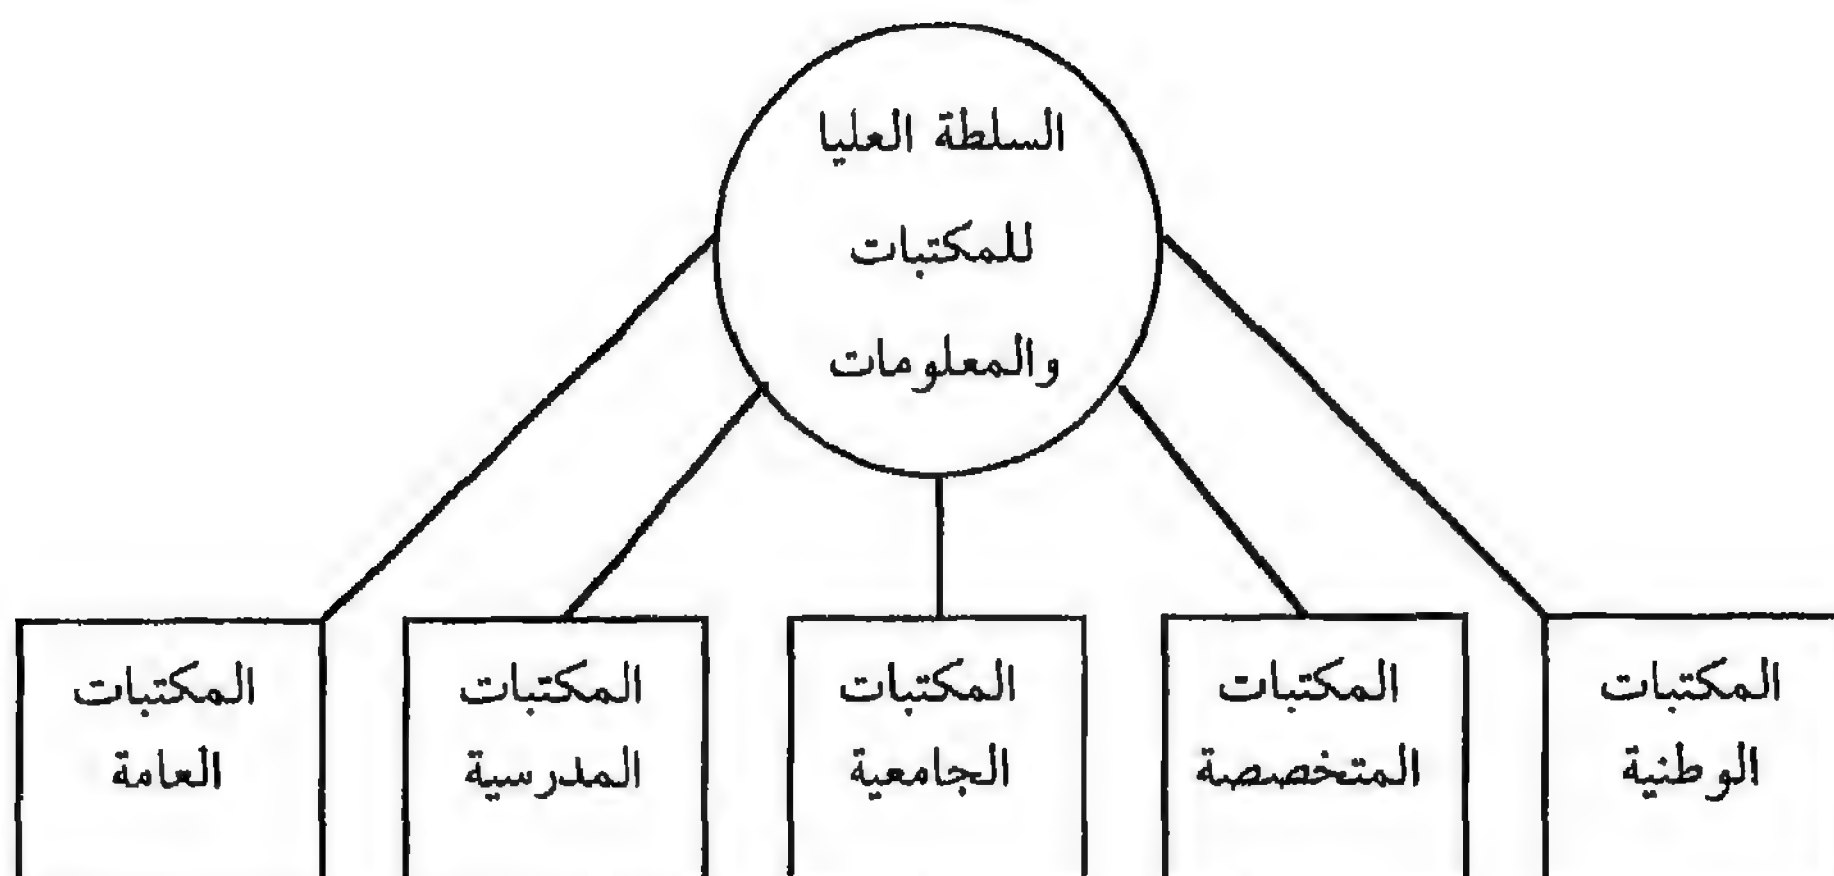 السلطة العليا
للمكتبات
والمعلومات
المكتبات
الوطنية
المكتبات
المتخصصة
المكتبات
الجامعية
المكتبات
المدرسية
المكتبات
العامة